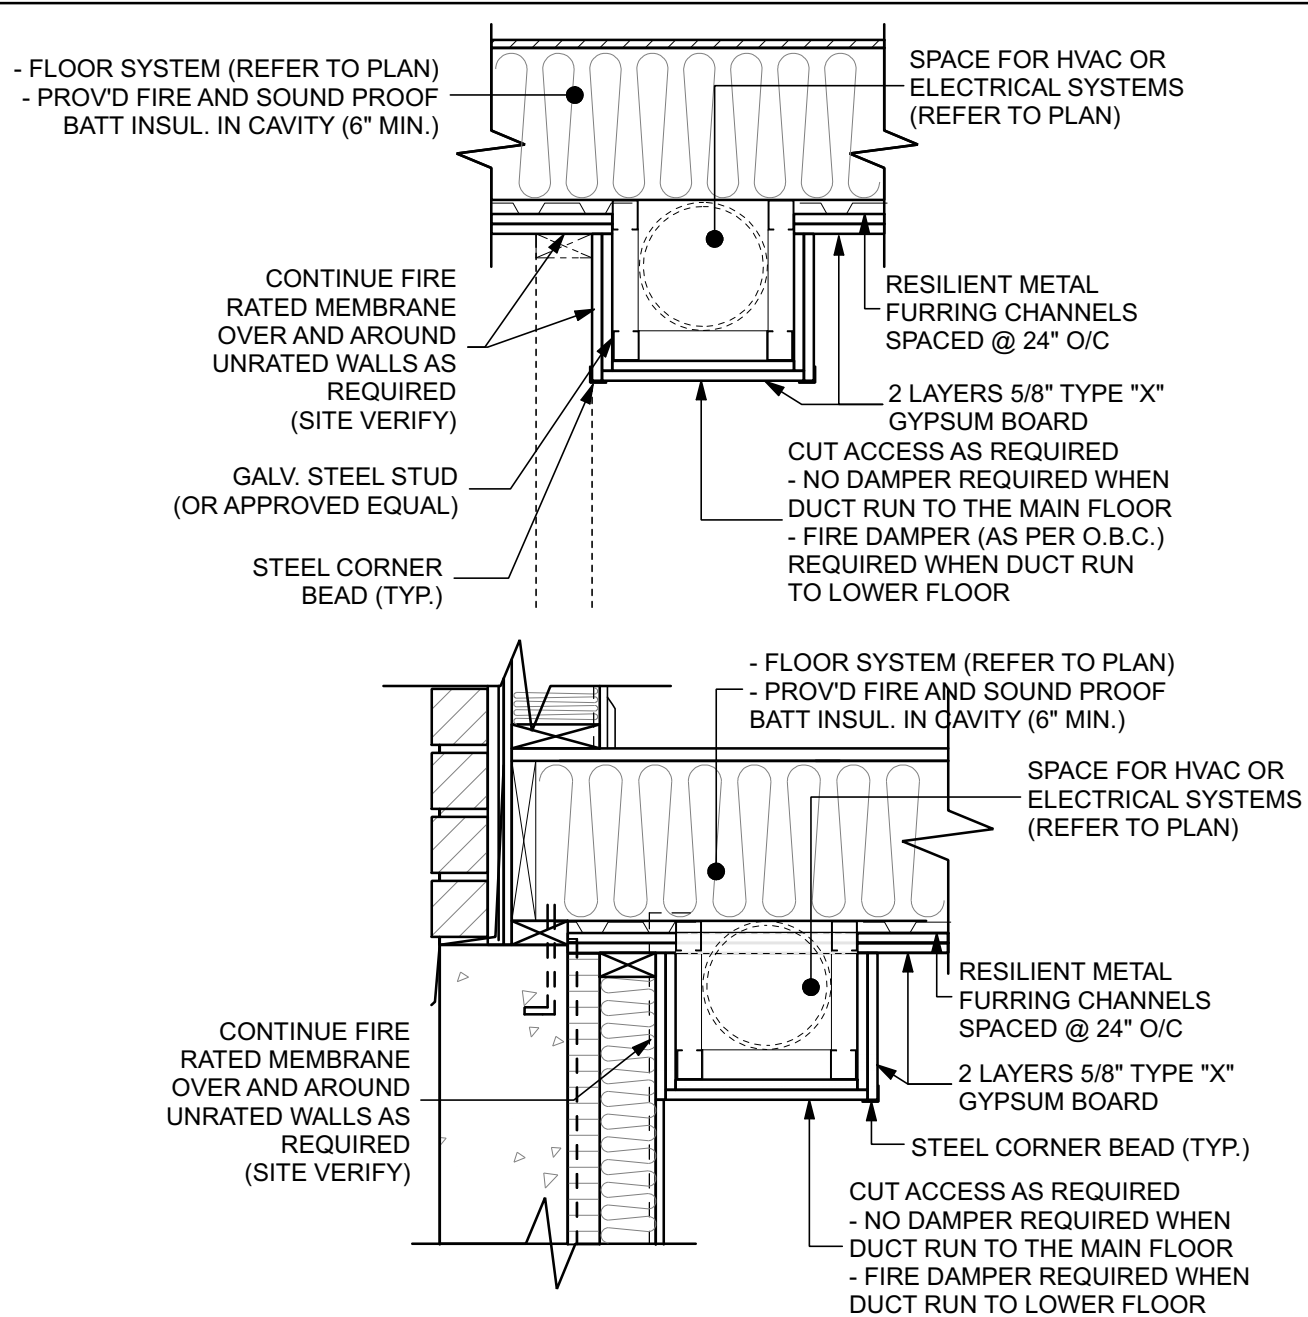 - FLOOR SYSTEM (REFER TO PLAN)
- PROV'D FIRE AND SOUND PROOF
BATT INSUL. IN CAVITY (6" MIN.)
SPACE FOR HVAC OR
ELECTRICAL SYSTEMS
(REFER TO PLAN)
CONTINUE FIRE
RATED MEMBRANE
OVER AND AROUND
UNRATED WALLS AS
REQUIRED
(SITE VERIFY)
RESILIENT METAL
FURRING CHANNELS
SPACED @ 24" O/C
2 LAYERS 5/8" TYPE "X"
GYPSUM BOARD
GALV. STEEL STUD
(OR APPROVED EQUAL)
CUT ACCESS AS REQUIRED
- NO DAMPER REQUIRED WHEN
DUCT RUN TO THE MAIN FLOOR
- FIRE DAMPER (AS PER O.B.C.)
REQUIRED WHEN DUCT RUN
TO LOWER FLOOR
STEEL CORNER
BEAD (TYP.)
- FLOOR SYSTEM (REFER TO PLAN)
- PROV'D FIRE AND SOUND PROOF
BATT INSUL. IN CAVITY (6" MIN.)
SPACE FOR HVAC OR
ELECTRICAL SYSTEMS
(REFER TO PLAN)
RESILIENT METAL
FURRING CHANNELS
SPACED @ 24" O/C
CONTINUE FIRE
RATED MEMBRANE
OVER AND AROUND
UNRATED WALLS AS
REQUIRED
(SITE VERIFY)
2 LAYERS 5/8" TYPE "X"
GYPSUM BOARD
STEEL CORNER BEAD (TYP.)
CUT ACCESS AS REQUIRED
- NO DAMPER REQUIRED WHEN
DUCT RUN TO THE MAIN FLOOR
- FIRE DAMPER REQUIRED WHEN
DUCT RUN TO LOWER FLOOR